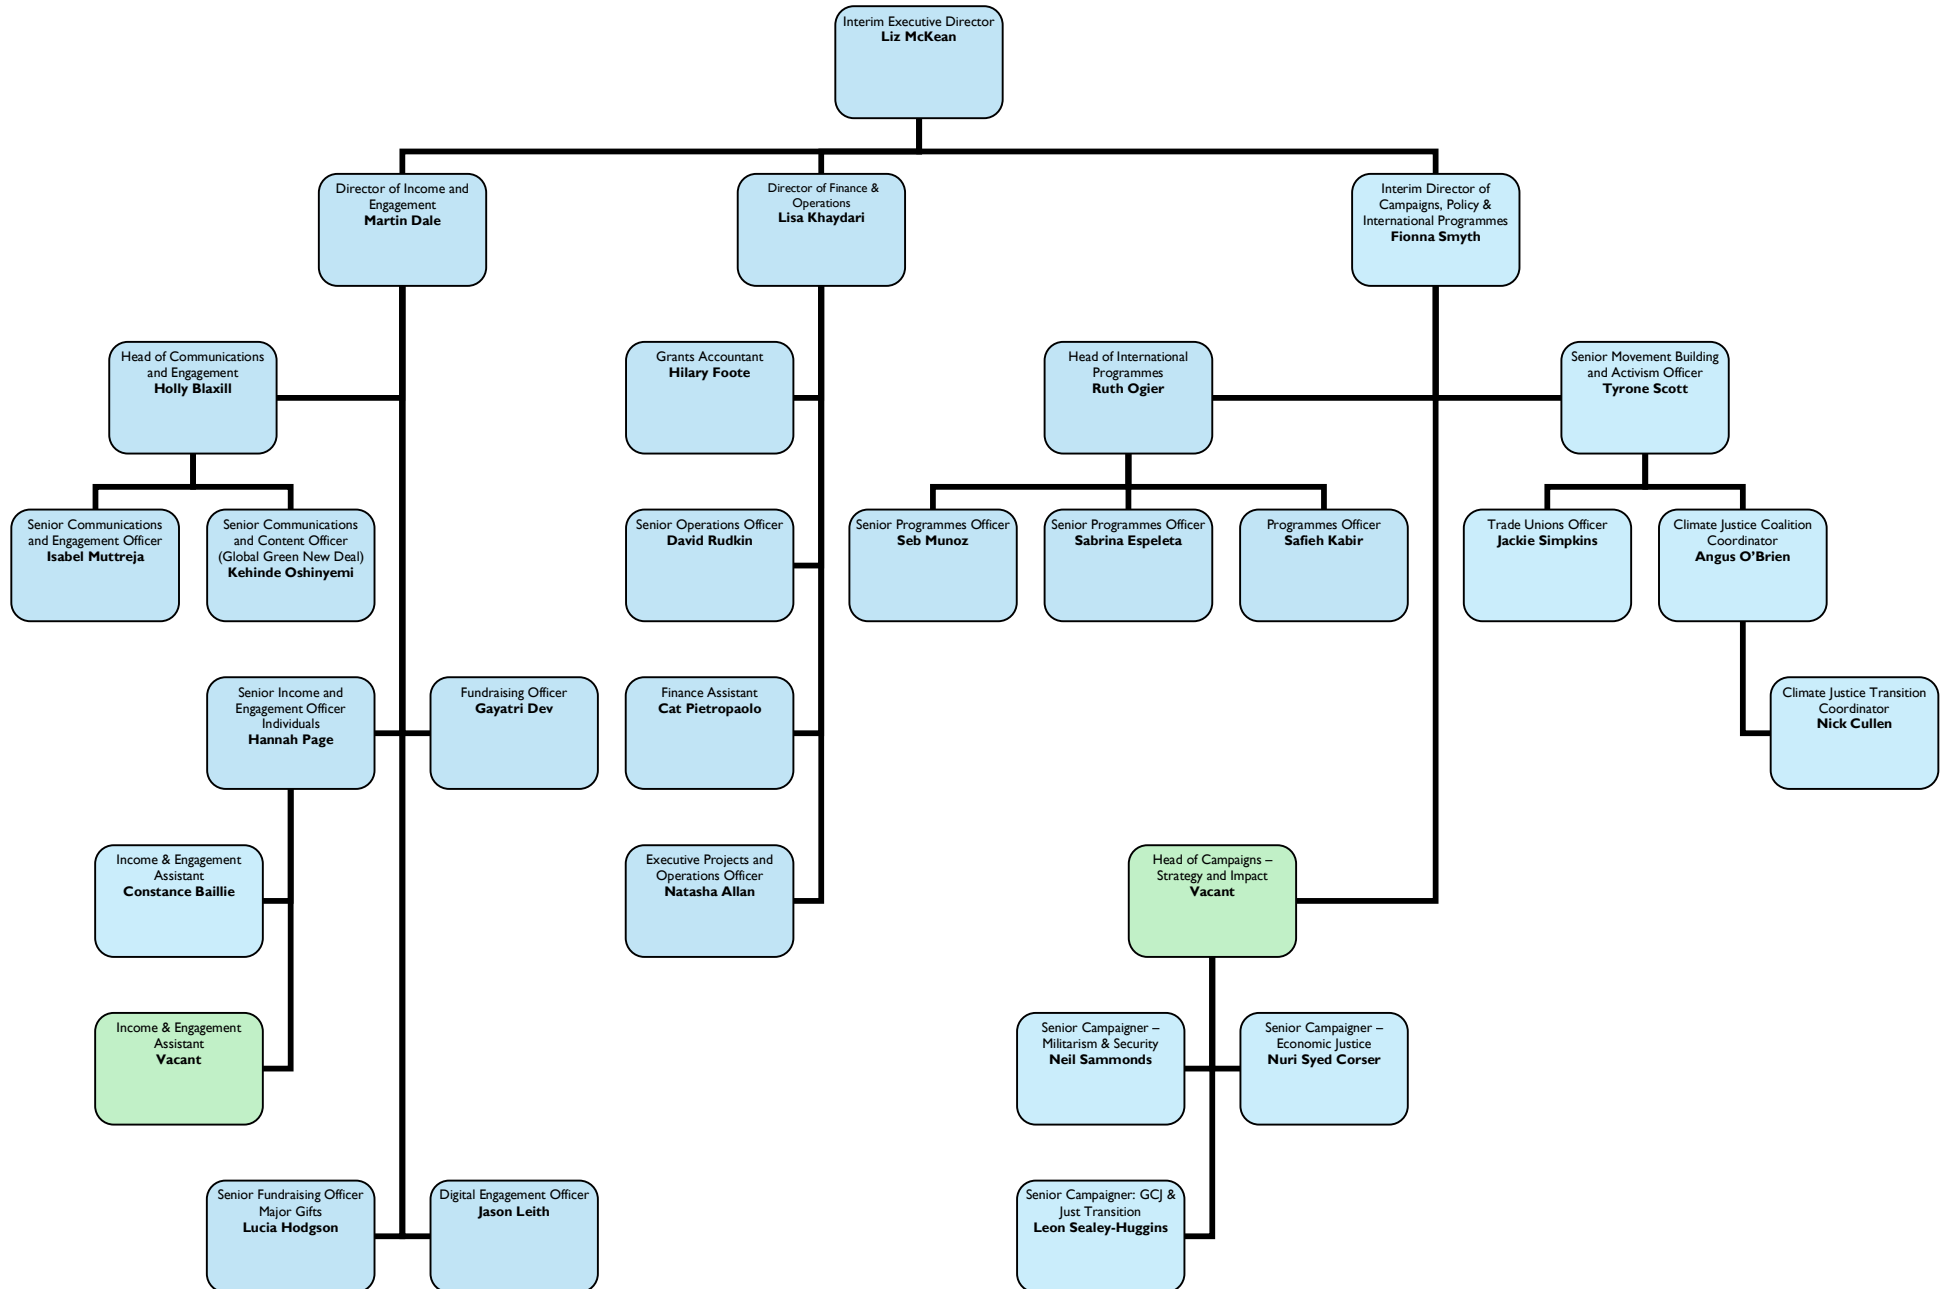 Interim Executive Director
Liz McKean
Director of Income and
Engagement
Martin Dale
Director of Finance &
Operations
Lisa Khaydari
Interim Director of
Campaigns, Policy &
International Programmes
Fionna Smyth
Head of Communications
and Engagement
Holly Blaxill
Grants Accountant
Hilary Foote
Head of International
Programmes
Ruth Ogier
Senior Movement Building
and Activism Officer
Tyrone Scott
Senior Communications
and Engagement Officer
Isabel Muttreja
Senior Communications
and Content Officer
(Global Green New Deal)
Kehinde Oshinyemi
Senior Operations Officer
David Rudkin
Senior Programmes Officer
Seb Munoz
Senior Programmes Officer
Sabrina Espeleta
Programmes Officer
Safieh Kabir
Trade Unions Officer
Jackie Simpkins
Climate Justice Coalition
Coordinator
Angus O’Brien
Senior Income and
Engagement Officer
Individuals
Hannah Page
Fundraising Officer
Gayatri Dev
Finance Assistant
Cat Pietropaolo
Climate Justice Transition
Coordinator
Nick Cullen
Income & Engagement
Assistant
Constance Baillie
Executive Projects and
Operations Officer
Natasha Allan
Head of Campaigns –
Strategy and Impact
Vacant
Income & Engagement
Assistant
Vacant
Senior Campaigner –
Militarism & Security
Neil Sammonds
Senior Campaigner –
Economic Justice
Nuri Syed Corser
Senior Fundraising Officer
Major Gifts
Lucia Hodgson
Digital Engagement Officer
Jason Leith
Senior Campaigner: GCJ &
Just Transition
Leon Sealey-Huggins